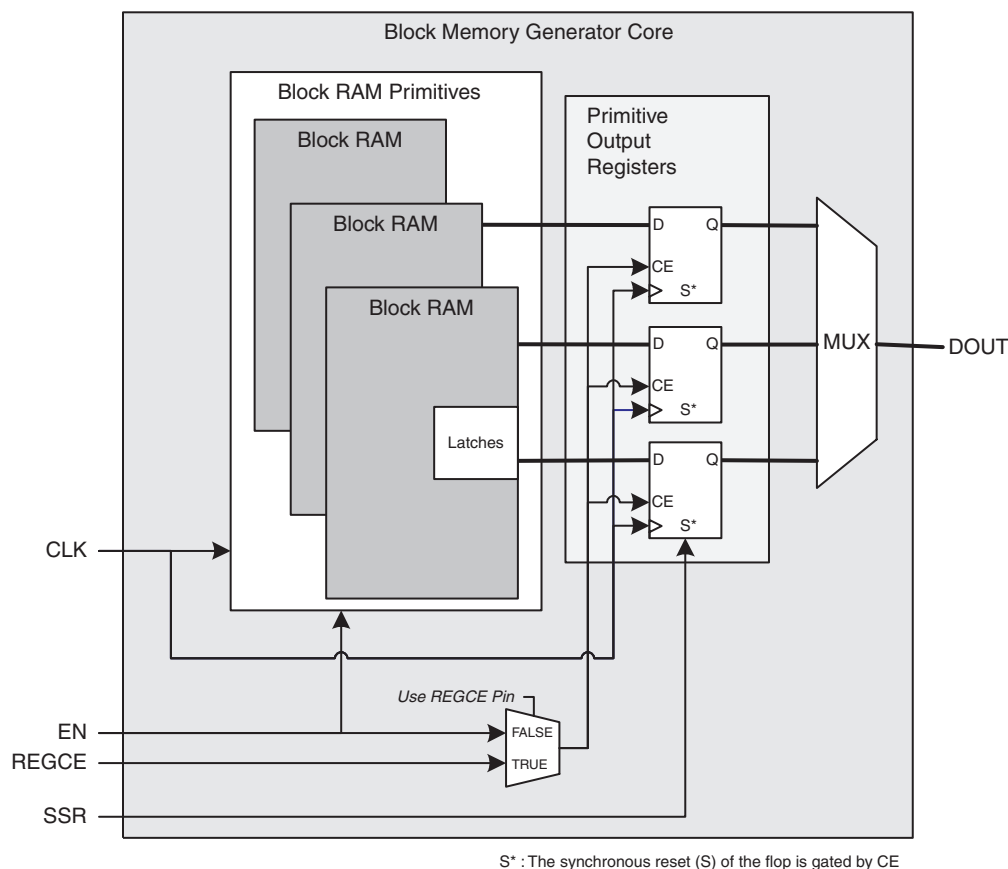 Block Memory Generator Core
Block RAM Primitives
Block RAM
Block RAM
Block RAM
Latches
Primitive
Output
Registers
D Q
CE
S*
D Q
CE
S*
D Q
CE
S*
MUX
DOUT
CLK
Use REGCE Pin
EN
FALSE
REGCE
TRUE
SSR
S* : The synchronous reset (S) of the flop is gated by CE